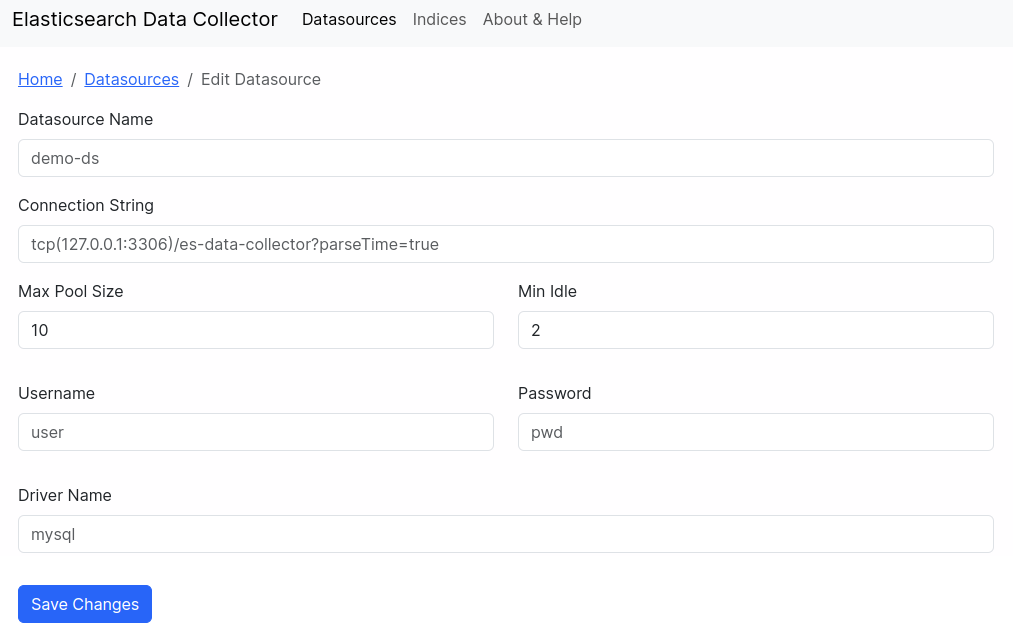 Elasticsearch Data Collector Datasources Indices About & Help
Home / Datasources / Edit Datasource
Datasource Name
demo-ds
Connection String
tcp(127.0.0.1:3306)/es-data-collector?parseTime=true
Max Pool Size Min Idle
10 2
Username Password
user pwd
Driver Name
mysql
Save Changes